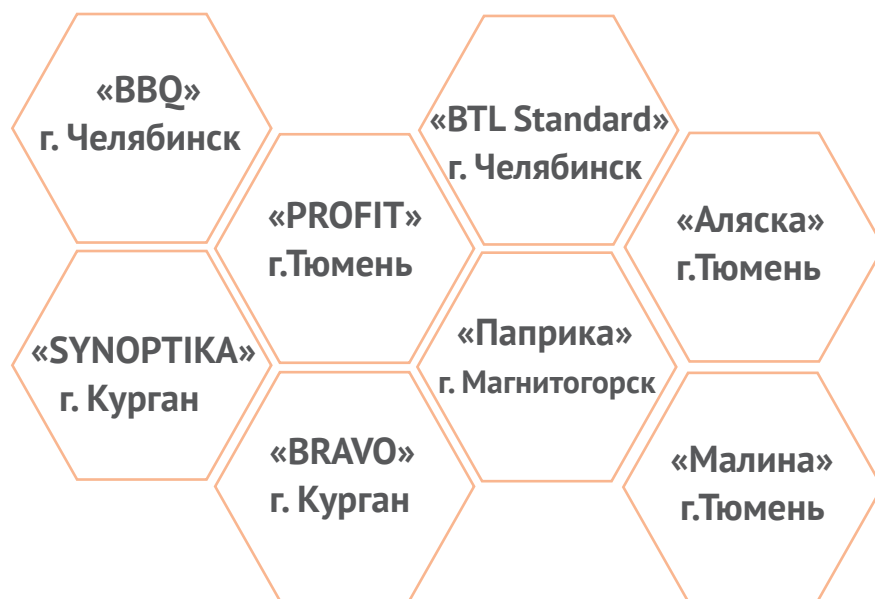 «BBQ»
г. Челябинск
«BTL Standard»
г. Челябинск
«PROFIT»
г.Тюмень
«Аляска»
г.Тюмень
«SYNOPTIKA»
г. Курган
«Паприка»
г. Магнитогорск
«BRAVO»
г. Курган
«Малина»
г.Тюмень